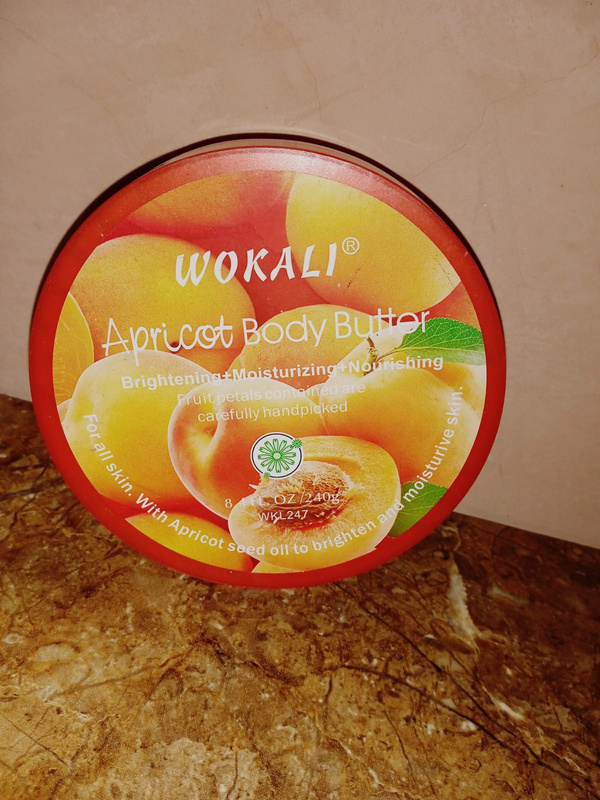 WOKALI®
Apricot Body Butter
Brightening+Moisturizing+Nourishing
Fruit petals contained are
carefully handpicked
8. FL. OZ /240g
WKL247
For all skin. With Apricot seed oil to brighten and moisturive skin.